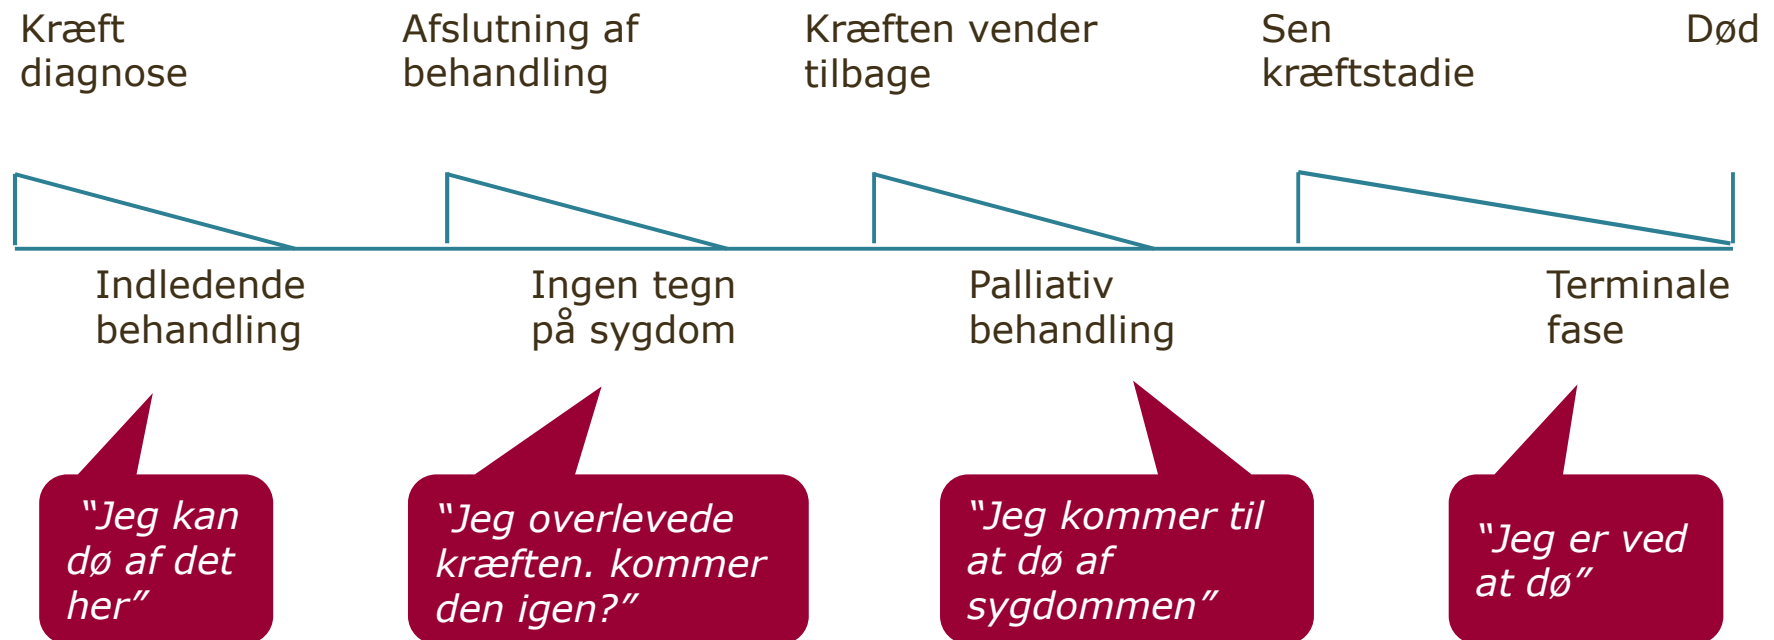 Kræft
diagnose
Afslutning af
behandling
Kræften vender
tilbage
Sen
kræftstadie
Død
Indledende
behandling
Ingen tegn
på sygdom
Palliativ
behandling
Terminale
fase
“Jeg kan
dø af det
her”
“Jeg overlevede
kræften. kommer
den igen?”
“Jeg kommer til
at dø af
sygdommen”
“Jeg er ved
at dø”